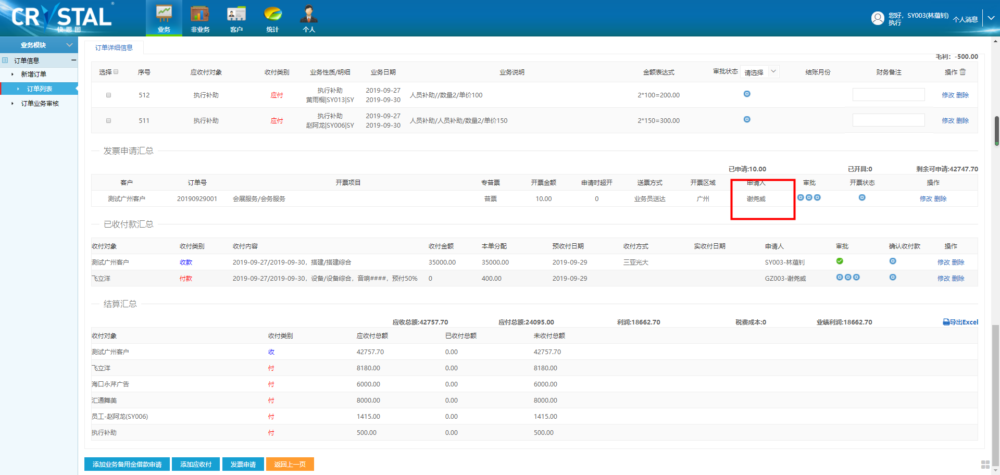 CRYSTAL ®
快思图
业务 非业务 客户 统计 个人
您好，SY003(林蕴钊)
执行
个人消息
业务模块
订单信息
新增订单
订单列表
订单业务审核
订单详细信息
毛利：-500.00
选择 序号 应收付对象 收付类别 业务性质/明细 业务日期 业务说明 金额表达式 审批状态 请选择 结账月份 财务备注 操作
512 执行补助 应付 执行补助 黄雨桐|SY013|SY 2019-09-27 2019-09-30 人员补助//数量2/单价100 2*100=200.00 修改 删除
511 执行补助 应付 执行补助 赵阿龙|SY006|SY 2019-09-27 2019-09-30 人员补助/人员补助/数量2/单价150 2*150=300.00 修改 删除
发票申请汇总
已申请:10.00 已开具:0 剩余可申请:42747.70
客户 订单号 开票项目 专普票 开票金额 申请时超开 送票方式 开票区域 申请人 审批 开票状态 操作
测试广州客户 20190929001 会展服务/会务服务 普票 10.00 0 业务员送达 广州 谢尧威 修改 删除
已收付款汇总
收付对象 收付类别 收付内容 收付金额 本单分配 预收付日期 收付方式 实收付日期 申请人 审批 确认收付款 操作
测试广州客户 收款 2019-09-27/2019-09-30，搭建/搭建综合 35000.00 35000.00 2019-09-29 三亚光大 SY003-林蕴钊 修改 删除
飞立洋 付款 2019-09-27/2019-09-30，设备/设备综合，音响####，预付50% 0 400.00 2019-09-29 GZ003-谢尧威 修改 删除
结算汇总
应收总额:42757.70 应付总额:24095.00 利润:18662.70 税费成本:0 业绩利润:18662.70 导出Excel
收付对象 收付类别 应收付总额 已收付总额 未收付总额
测试广州客户 收 42757.70 0.00 42757.70
飞立洋 付 8180.00 0.00 8180.00
海口永芹广告 付 6000.00 0.00 6000.00
汇通舞美 付 8000.00 0.00 8000.00
员工-赵阿龙(SY006) 付 1415.00 0.00 1415.00
执行补助 付 500.00 0.00 500.00
添加业务备用金借款申请 添加应收付 发票申请 返回上一页